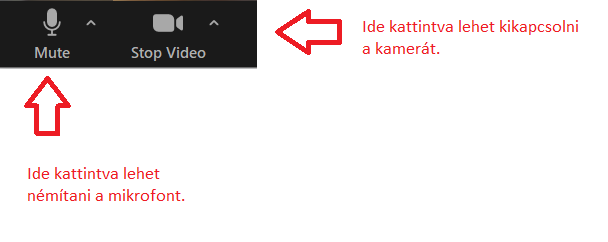 Mute
Stop Video
Ide kattintva lehet kikapcsolni
a kamerát.
Ide kattintva lehet
némítani a mikrofont.